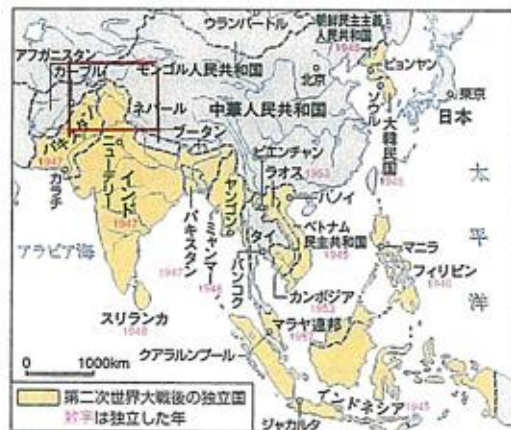 ウランバートル
朝鮮民主主義
人民共和国
1948
アフガニスタン
カーブル
モンゴル人民共和国
北京
ピョンヤン
東京
日本
ソウル
大韓民国
1948
中華人民共和国
ネパール
ブータン
パキスタン
1947
カラチ
ニューデリー
インド
1947
ビエンチャン
ラオス
1953
ハノイ
ヤンゴン
ミャンマー
1948
パキスタン
1947
タイ
バンコク
ベトナム
民主共和国
1945
マニラ
フィリピン
1946
太平洋
アラビア海
カンボジア
1953
スリランカ
1948
マラヤ連邦
1957
クアラルンプール
0 1000km
インドネシア
1945
ジャカルタ
第二次世界大戦後の独立国
数字は独立した年